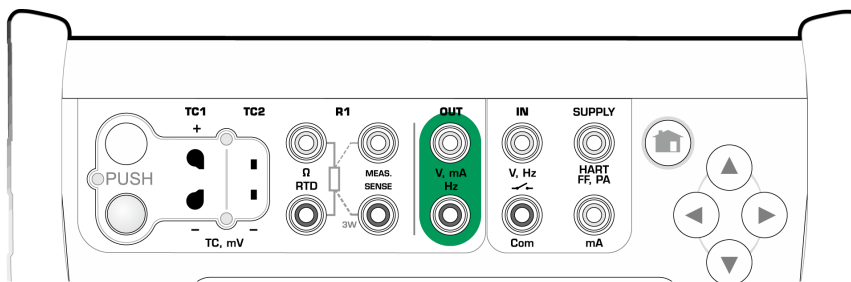 TC1 TC2 R1 OUT IN SUPPLY
+
PUSH
Ω
RTD
MEAS.
SENSE
3W
V, mA
Hz
V, Hz
HART
FF, PA
– –
TC, mV
Com
mA